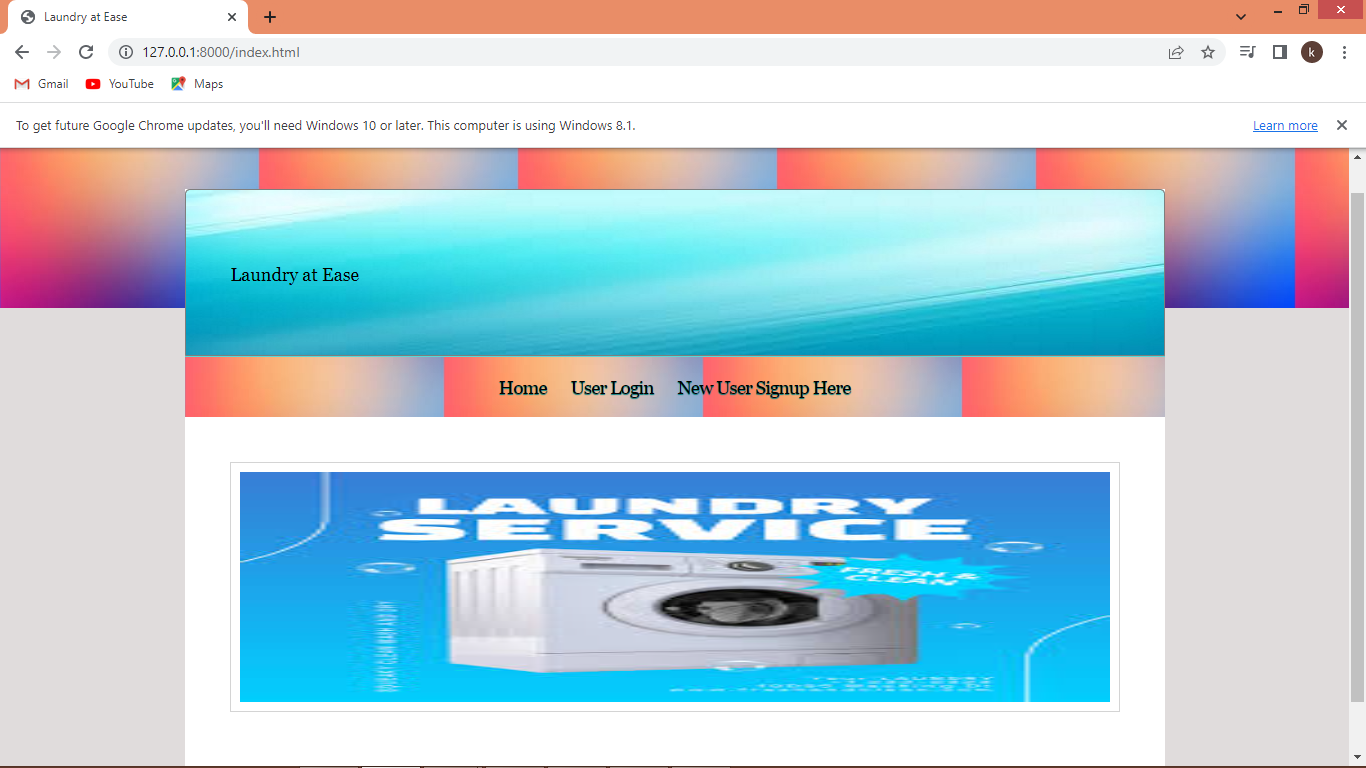 Laundry at Ease
127.0.0.1:8000/index.html
k
Gmail YouTube Maps
To get future Google Chrome updates, you'll need Windows 10 or later. This computer is using Windows 8.1. Learn more
Laundry at Ease
Home User Login New User Signup Here
LAUNDRY
SERVICE
FRESH &
CLEAN